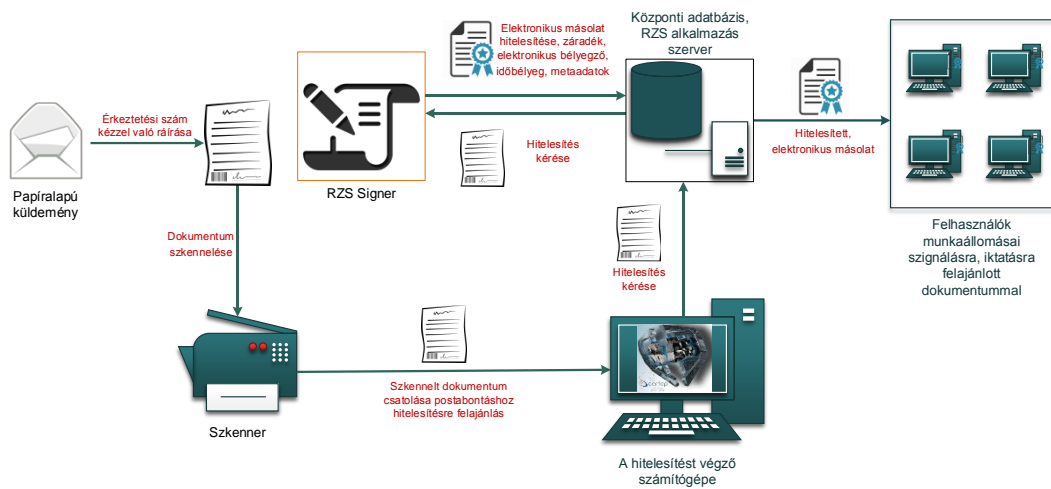 Elektronikus másolat
hitelesítése, záradék,
elektronikus bélyegző,
időbélyeg, metaadatok
Központi adatbázis,
RZS alkalmazás
szerver
Érkeztetési szám
kézzel való ráírása
Hitelesítés
kérése
Hitelesített,
elektronikus másolat
Papíralapú
küldemény
RZS Signer
Felhasználók
munkaállomásai
szignálásra, iktatásra
felajánlott
dokumentummal
Dokumentum
szkennelése
Hitelesítés
kérése
Szkennelt dokumentum
csatolása postabontáshoz
hitelesítésre felajánlás
Szkenner
A hitelesítést végző
számítógépe